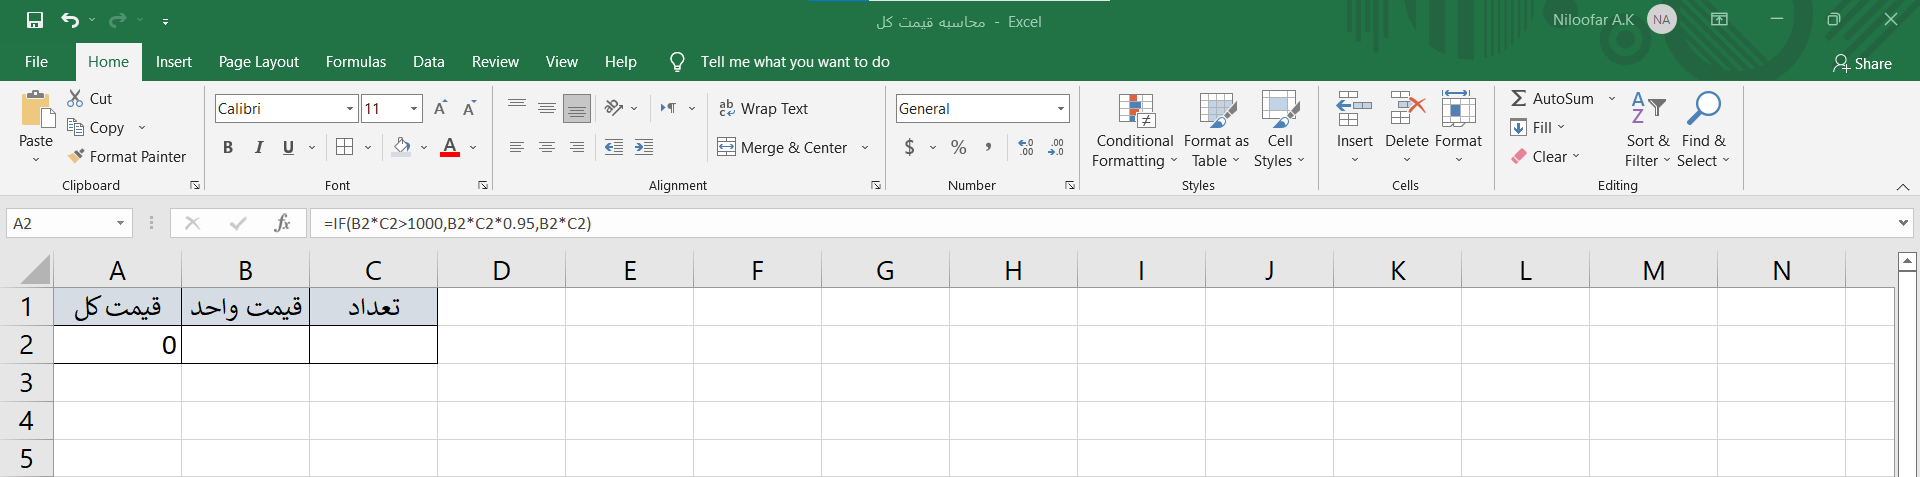 محاسبه قیمت کل - Excel
Niloofar A.K NA
File Home Insert Page Layout Formulas Data Review View Help Tell me what you want to do Share
Paste Cut Copy Format Painter Clipboard
Calibri 11 B I U A Font
Wrap Text Merge & Center Alignment
General $ % Number
Conditional Formatting Format as Table Cell Styles Styles
Insert Delete Format Cells
AutoSum Fill Clear Sort & Filter Find & Select Editing
A2 fx =IF(B2*C2>1000,B2*C2*0.95,B2*C2)
A B C D E F G H I J K L M N
1 قیمت کل قیمت واحد تعداد
2 0
3
4
5